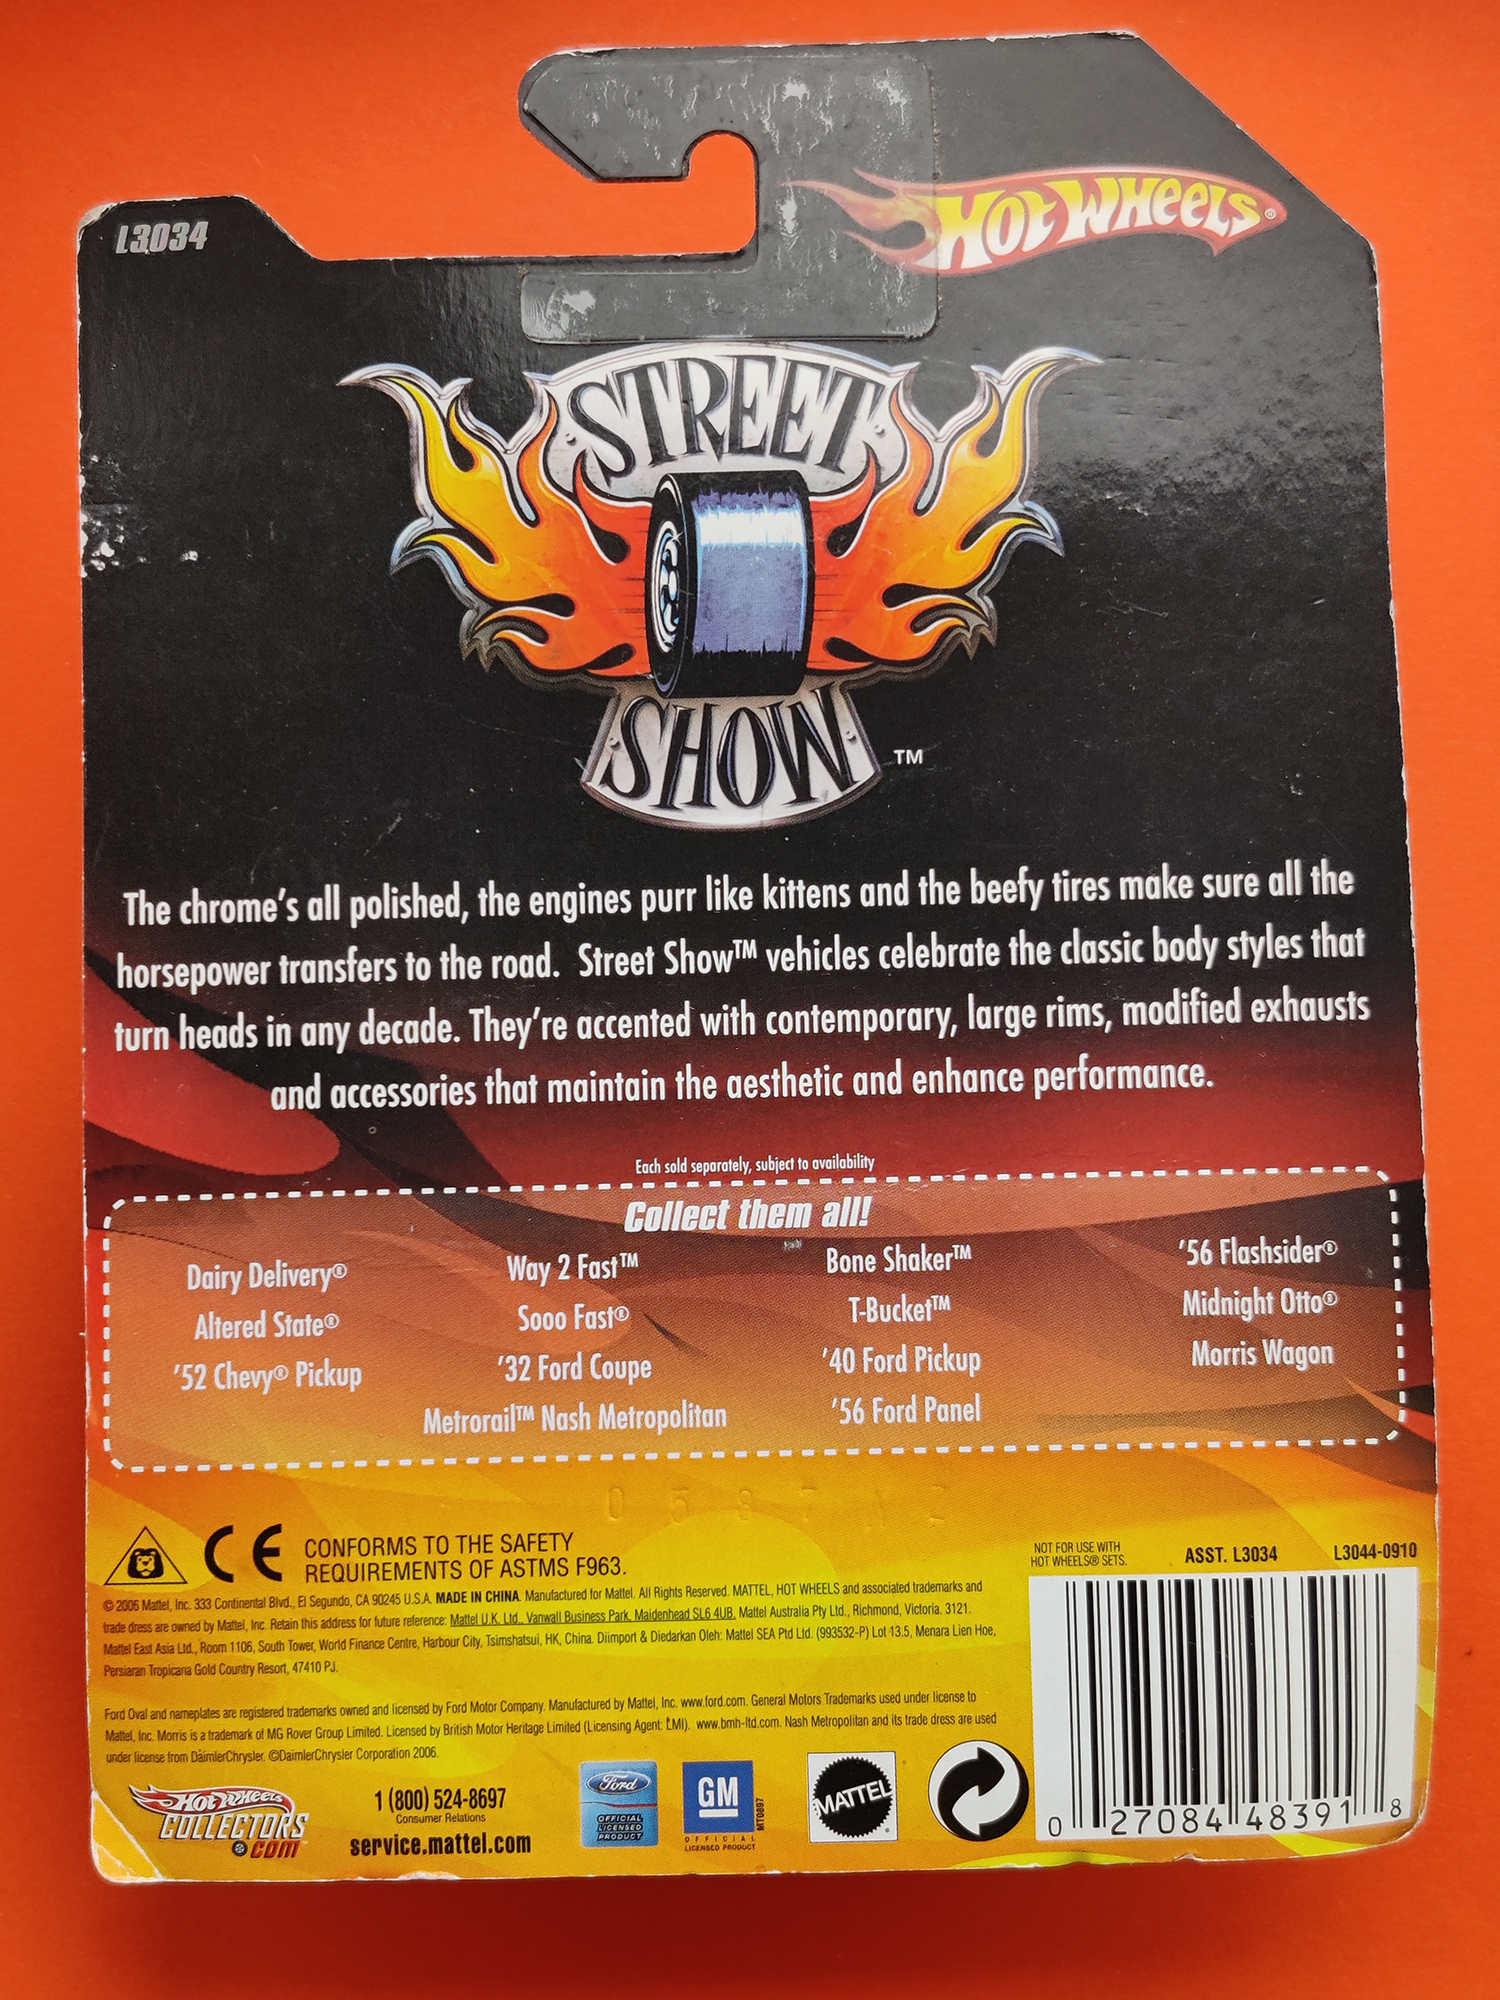 L3034
HOT WHEELS®
STREET
SHOW™
The chrome's all polished, the engines purr like kittens and the beefy tires make sure all the
horsepower transfers to the road. Street Show™ vehicles celebrate the classic body styles that
turn heads in any decade. They're accented with contemporary, large rims, modified exhausts
and accessories that maintain the aesthetic and enhance performance.
Each sold separately, subject to availability
Collect them all!
Dairy Delivery®
Altered State®
'52 Chevy® Pickup
Way 2 Fast™
Sooo Fast®
'32 Ford Coupe
Metrorail™ Nash Metropolitan
Bone Shaker™
T-Bucket™
'40 Ford Pickup
'56 Ford Panel
'56 Flashsider®
Midnight Otto®
Morris Wagon
CE
CONFORMS TO THE SAFETY
REQUIREMENTS OF ASTMS F963.
© 2006 Mattel, Inc. 333 Continental Blvd., El Segundo, CA 90245 U.S.A. MADE IN CHINA. Manufactured for Mattel. All Rights Reserved. MATTEL, HOT WHEELS and associated trademarks and
trade dress are owned by Mattel, Inc. Retain this address for future reference: Mattel U.K. Ltd., Vanwall Business Park, Maidenhead SL6 4UB. Mattel Australia Pty Ltd., Richmond, Victoria. 3121.
Mattel East Asia Ltd., Room 1106, South Tower, World Finance Centre, Harbour City, Tsimshatsui, HK, China. Diimport & Diedarkan Oleh: Mattel SEA Ptd Ltd. (993532-P) Lot 13.5, Menara Lien Hoe,
Persiaran Tropicana Gold Country Resort, 47410 PJ.
Ford Oval and nameplates are registered trademarks owned and licensed by Ford Motor Company. Manufactured by Mattel, Inc. www.ford.com. General Motors Trademarks used under license to
Mattel, Inc. Morris is a trademark of MG Rover Group Limited. Licensed by British Motor Heritage Limited (Licensing Agent: LMI). www.bmh-ltd.com. Nash Metropolitan and its trade dress are used
under license from DaimlerChrysler. ©DaimlerChrysler Corporation 2006.
NOT FOR USE WITH
HOT WHEELS® SETS.
ASST. L3034
L3044-0910
0 27084 48391 8
Hot Wheels
COLLECTORS
.COM
1 (800) 524-8697
Consumer Relations
service.mattel.com
Ford
OFFICIAL
LICENSED
PRODUCT
GM
OFFICIAL
LICENSED PRODUCT
MT0897
MATTEL